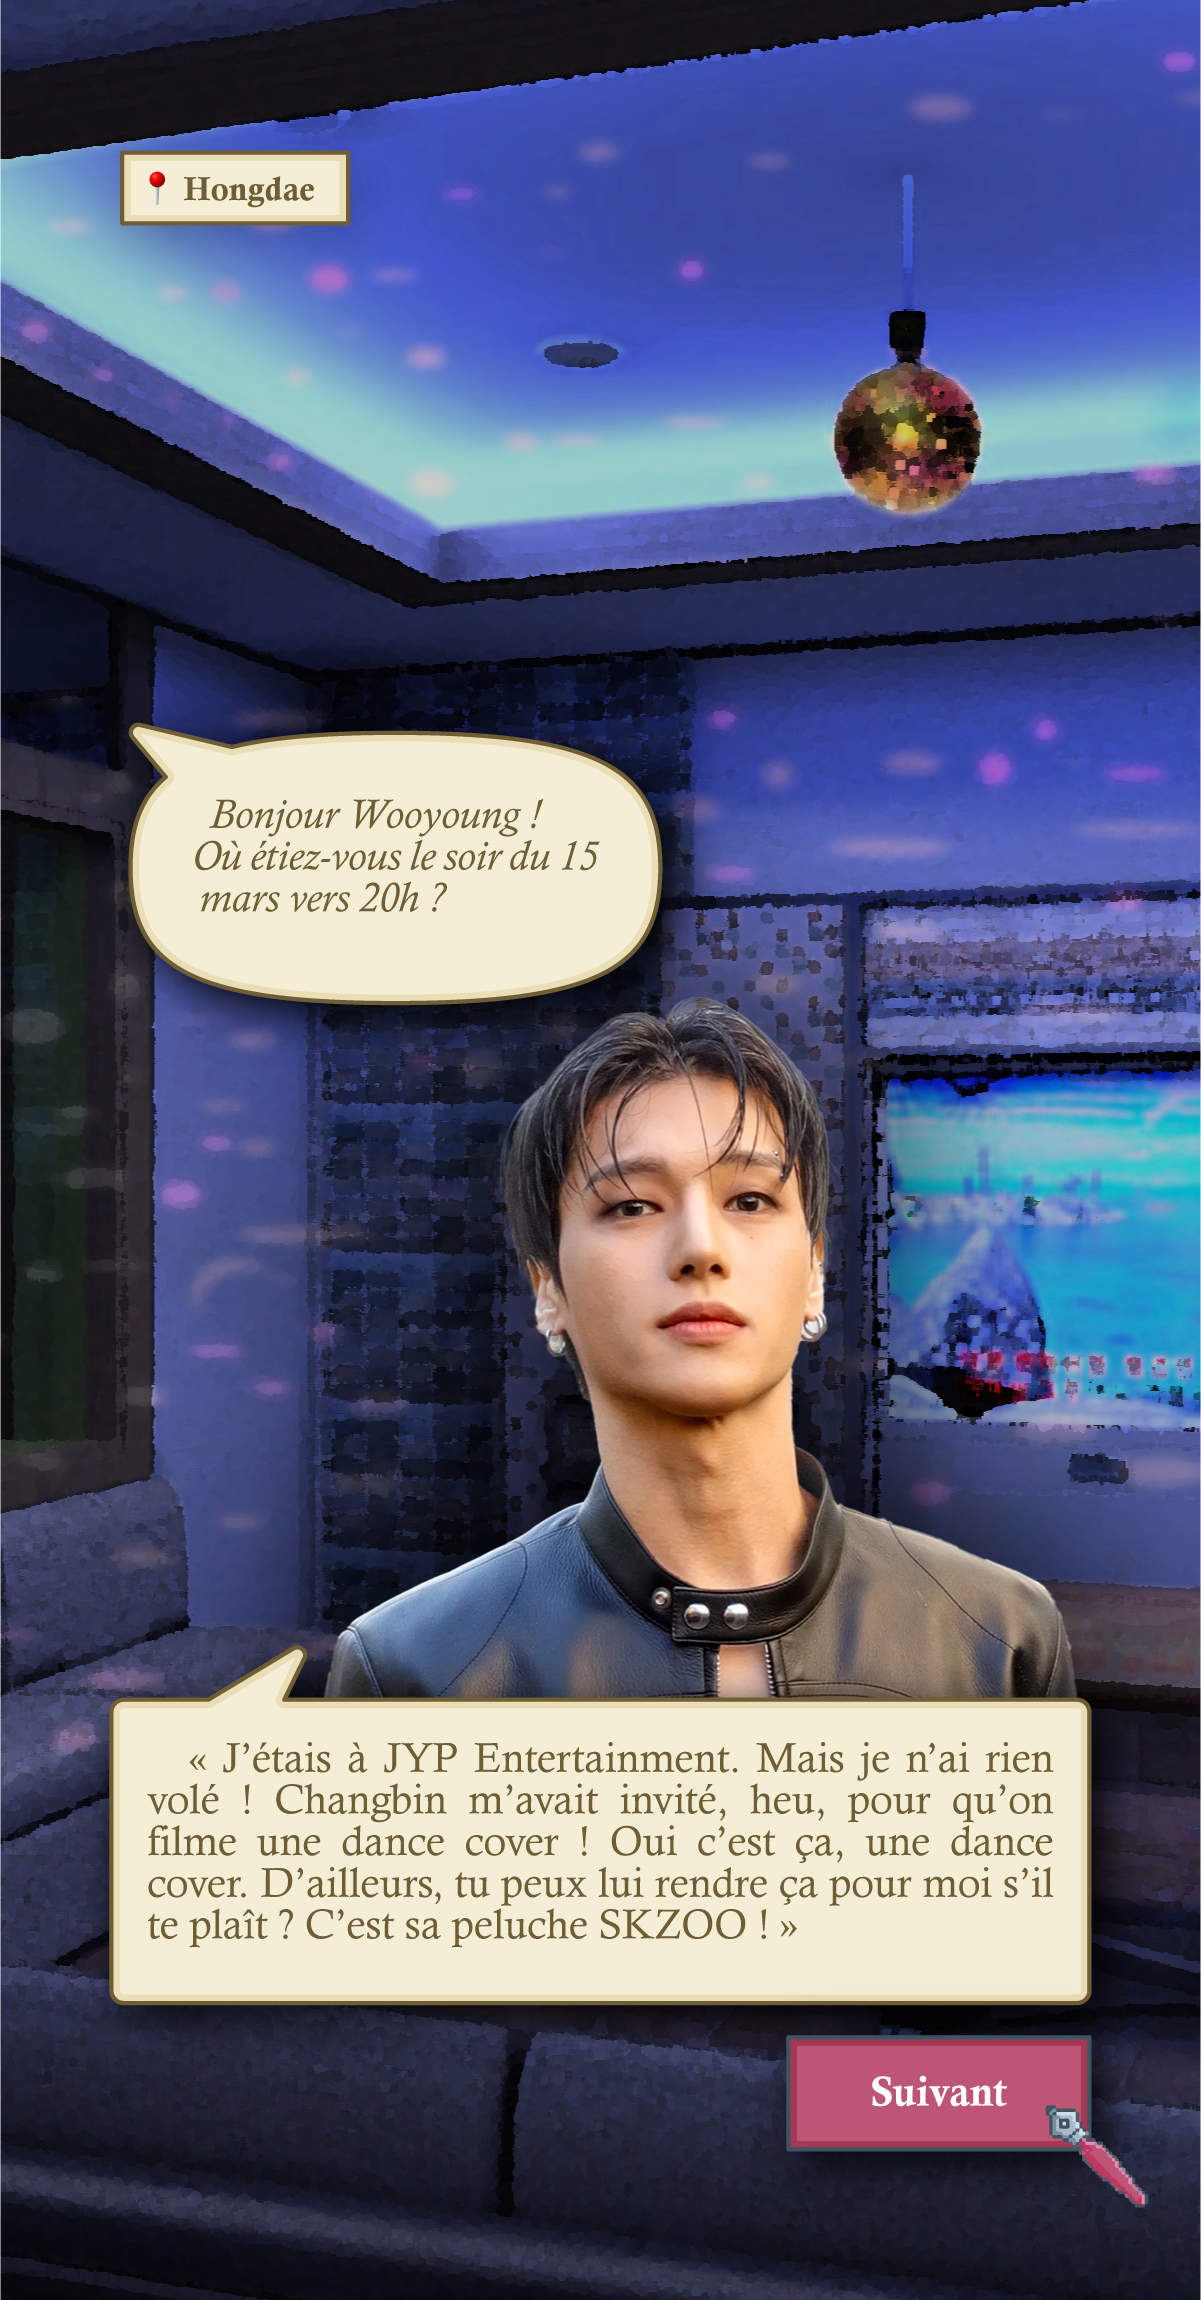 Hongdae
Bonjour Wooyoung !
Où étiez-vous le soir du 15
mars vers 20h ?
« J’étais à JYP Entertainment. Mais je n’ai rien
volé ! Changbin m’avait invité, heu, pour qu’on
filme une dance cover ! Oui c’est ça, une dance
cover. D’ailleurs, tu peux lui rendre ça pour moi s’il
te plaît ? C’est sa peluche SKZOO ! »
Suivant